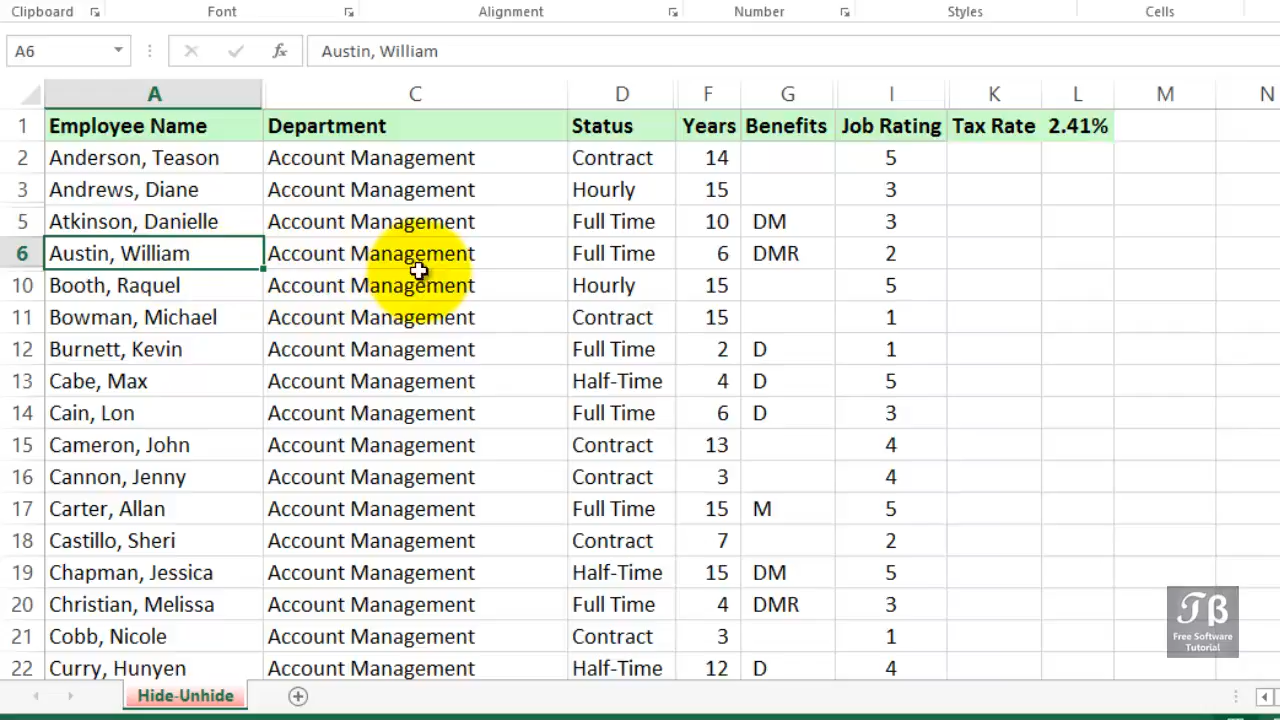 Clipboard Font Alignment Number Styles Cells
A6 fx Austin, William
A C D F G I K L M N
1 Employee Name Department Status Years Benefits Job Rating Tax Rate 2.41%
2 Anderson, Teason Account Management Contract 14 5
3 Andrews, Diane Account Management Hourly 15 3
5 Atkinson, Danielle Account Management Full Time 10 DM 3
6 Austin, William Account Management Full Time 6 DMR 2
10 Booth, Raquel Account Management Hourly 15 5
11 Bowman, Michael Account Management Contract 15 1
12 Burnett, Kevin Account Management Full Time 2 D 1
13 Cabe, Max Account Management Half-Time 4 D 5
14 Cain, Lon Account Management Full Time 6 D 3
15 Cameron, John Account Management Contract 13 4
16 Cannon, Jenny Account Management Contract 3 4
17 Carter, Allan Account Management Full Time 15 M 5
18 Castillo, Sheri Account Management Contract 7 2
19 Chapman, Jessica Account Management Half-Time 15 DM 5
20 Christian, Melissa Account Management Full Time 4 DMR 3
21 Cobb, Nicole Account Management Contract 3 1
22 Curry, Hunyen Account Management Half-Time 12 D 4
TB
Free Software
Tutorial
Hide-Unhide